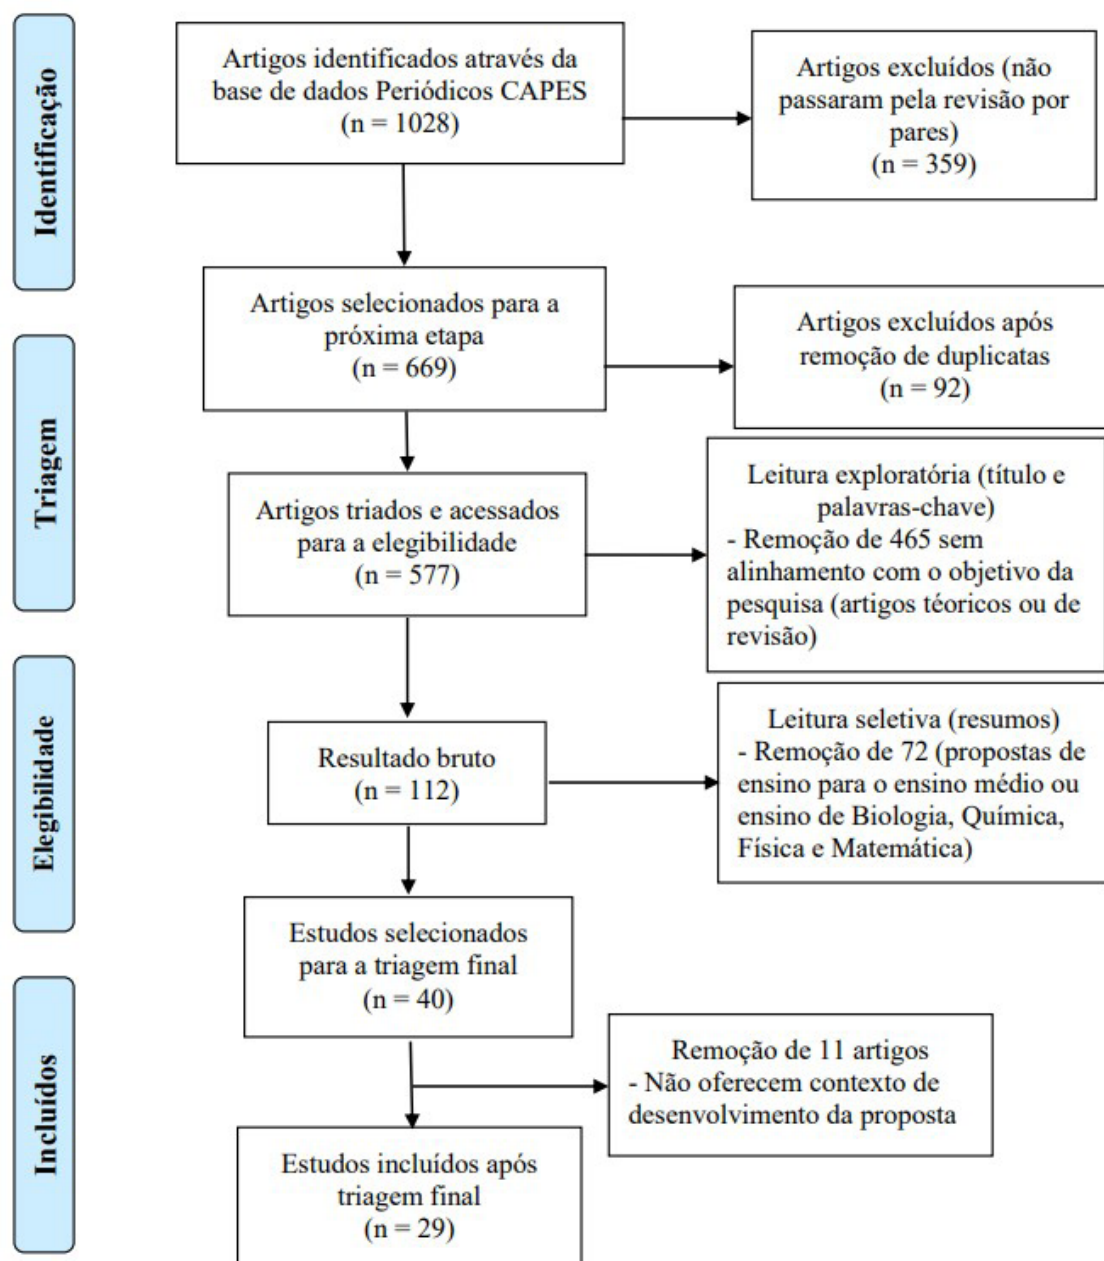 Identificação
Artigos identificados através da
base de dados Periódicos CAPES
(n = 1028)
Artigos excluídos (não
passaram pela revisão por
pares)
(n = 359)
Artigos selecionados para a
próxima etapa
(n = 669)
Artigos excluídos após
remoção de duplicatas
(n = 92)
Triagem
Artigos triados e acessados
para a elegibilidade
(n = 577)
Leitura exploratória (título e
palavras-chave)
- Remoção de 465 sem
alinhamento com o objetivo da
pesquisa (artigos téoricos ou de
revisão)
Elegibilidade
Resultado bruto
(n = 112)
Leitura seletiva (resumos)
- Remoção de 72 (propostas de
ensino para o ensino médio ou
ensino de Biologia, Química,
Física e Matemática)
Estudos selecionados
para a triagem final
(n = 40)
Incluídos
Remoção de 11 artigos
- Não oferecem contexto de
desenvolvimento da proposta
Estudos incluídos após
triagem final
(n = 29)